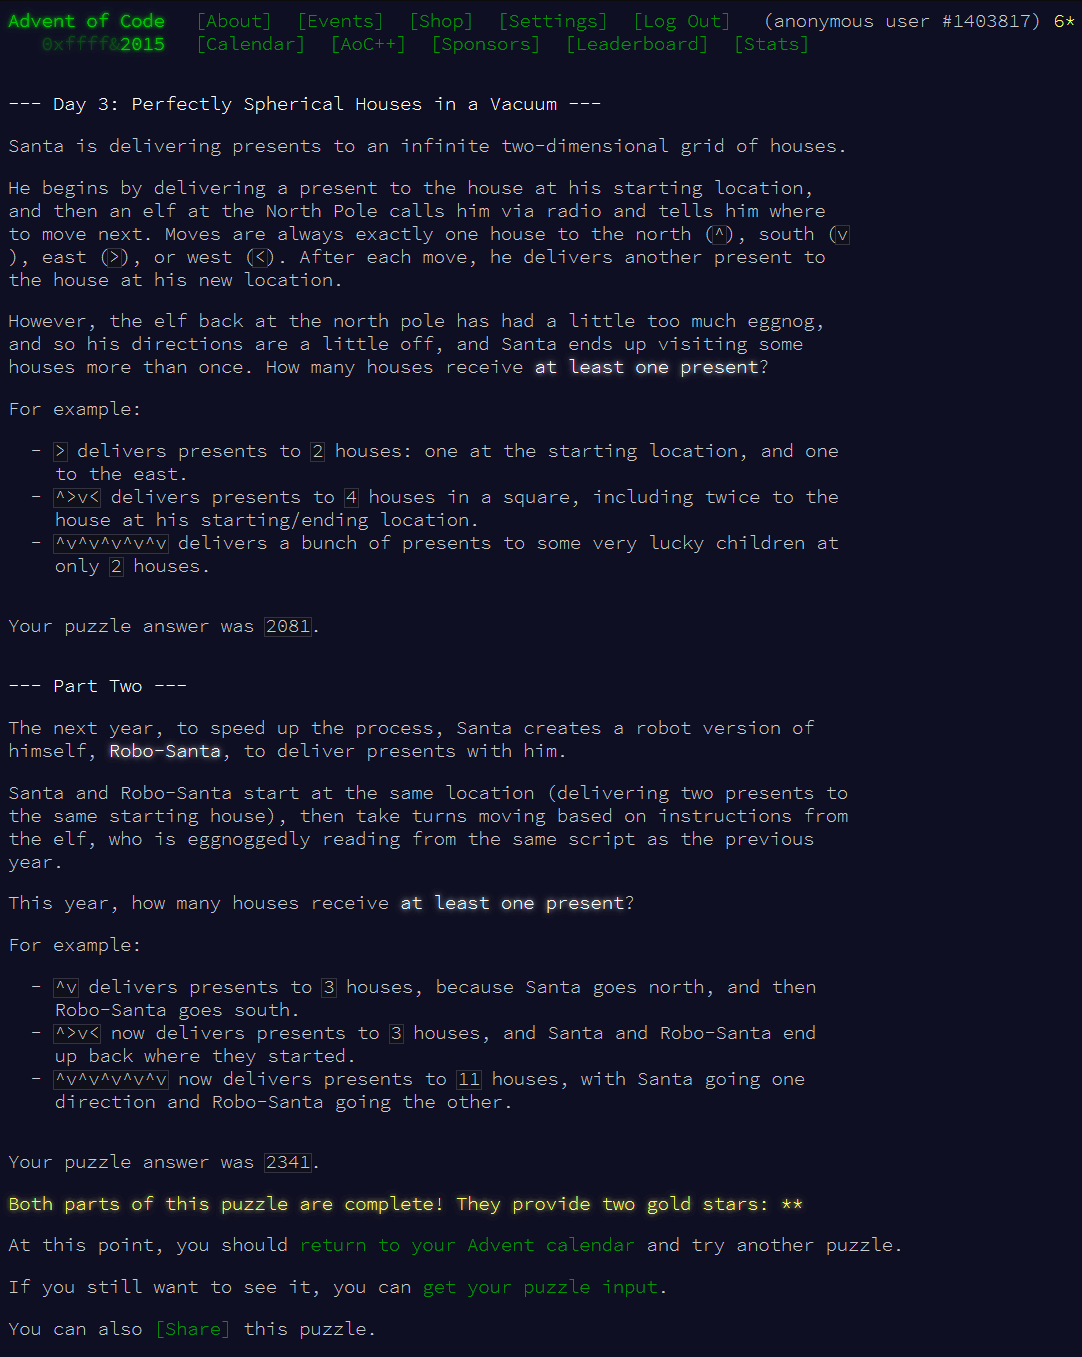 Advent of Code [About] [Events] [Shop] [Settings] [Log Out] (anonymous user #1403817) 6*
0xffff&2015 [Calendar] [AoC++] [Sponsors] [Leaderboard] [Stats]
--- Day 3: Perfectly Spherical Houses in a Vacuum ---
Santa is delivering presents to an infinite two-dimensional grid of houses.
He begins by delivering a present to the house at his starting location,
and then an elf at the North Pole calls him via radio and tells him where
to move next. Moves are always exactly one house to the north (^), south (v
), east (>), or west (<). After each move, he delivers another present to
the house at his new location.
However, the elf back at the north pole has had a little too much eggnog,
and so his directions are a little off, and Santa ends up visiting some
houses more than once. How many houses receive at least one present?
For example:
- > delivers presents to 2 houses: one at the starting location, and one
to the east.
- ^>v< delivers presents to 4 houses in a square, including twice to the
house at his starting/ending location.
- ^v^v^v^v^v delivers a bunch of presents to some very lucky children at
only 2 houses.
Your puzzle answer was 2081.
--- Part Two ---
The next year, to speed up the process, Santa creates a robot version of
himself, Robo-Santa, to deliver presents with him.
Santa and Robo-Santa start at the same location (delivering two presents to
the same starting house), then take turns moving based on instructions from
the elf, who is eggnoggedly reading from the same script as the previous
year.
This year, how many houses receive at least one present?
For example:
- ^v delivers presents to 3 houses, because Santa goes north, and then
Robo-Santa goes south.
- ^>v< now delivers presents to 3 houses, and Santa and Robo-Santa end
up back where they started.
- ^v^v^v^v^v now delivers presents to 11 houses, with Santa going one
direction and Robo-Santa going the other.
Your puzzle answer was 2341.
Both parts of this puzzle are complete! They provide two gold stars: **
At this point, you should return to your Advent calendar and try another puzzle.
If you still want to see it, you can get your puzzle input.
You can also [Share] this puzzle.